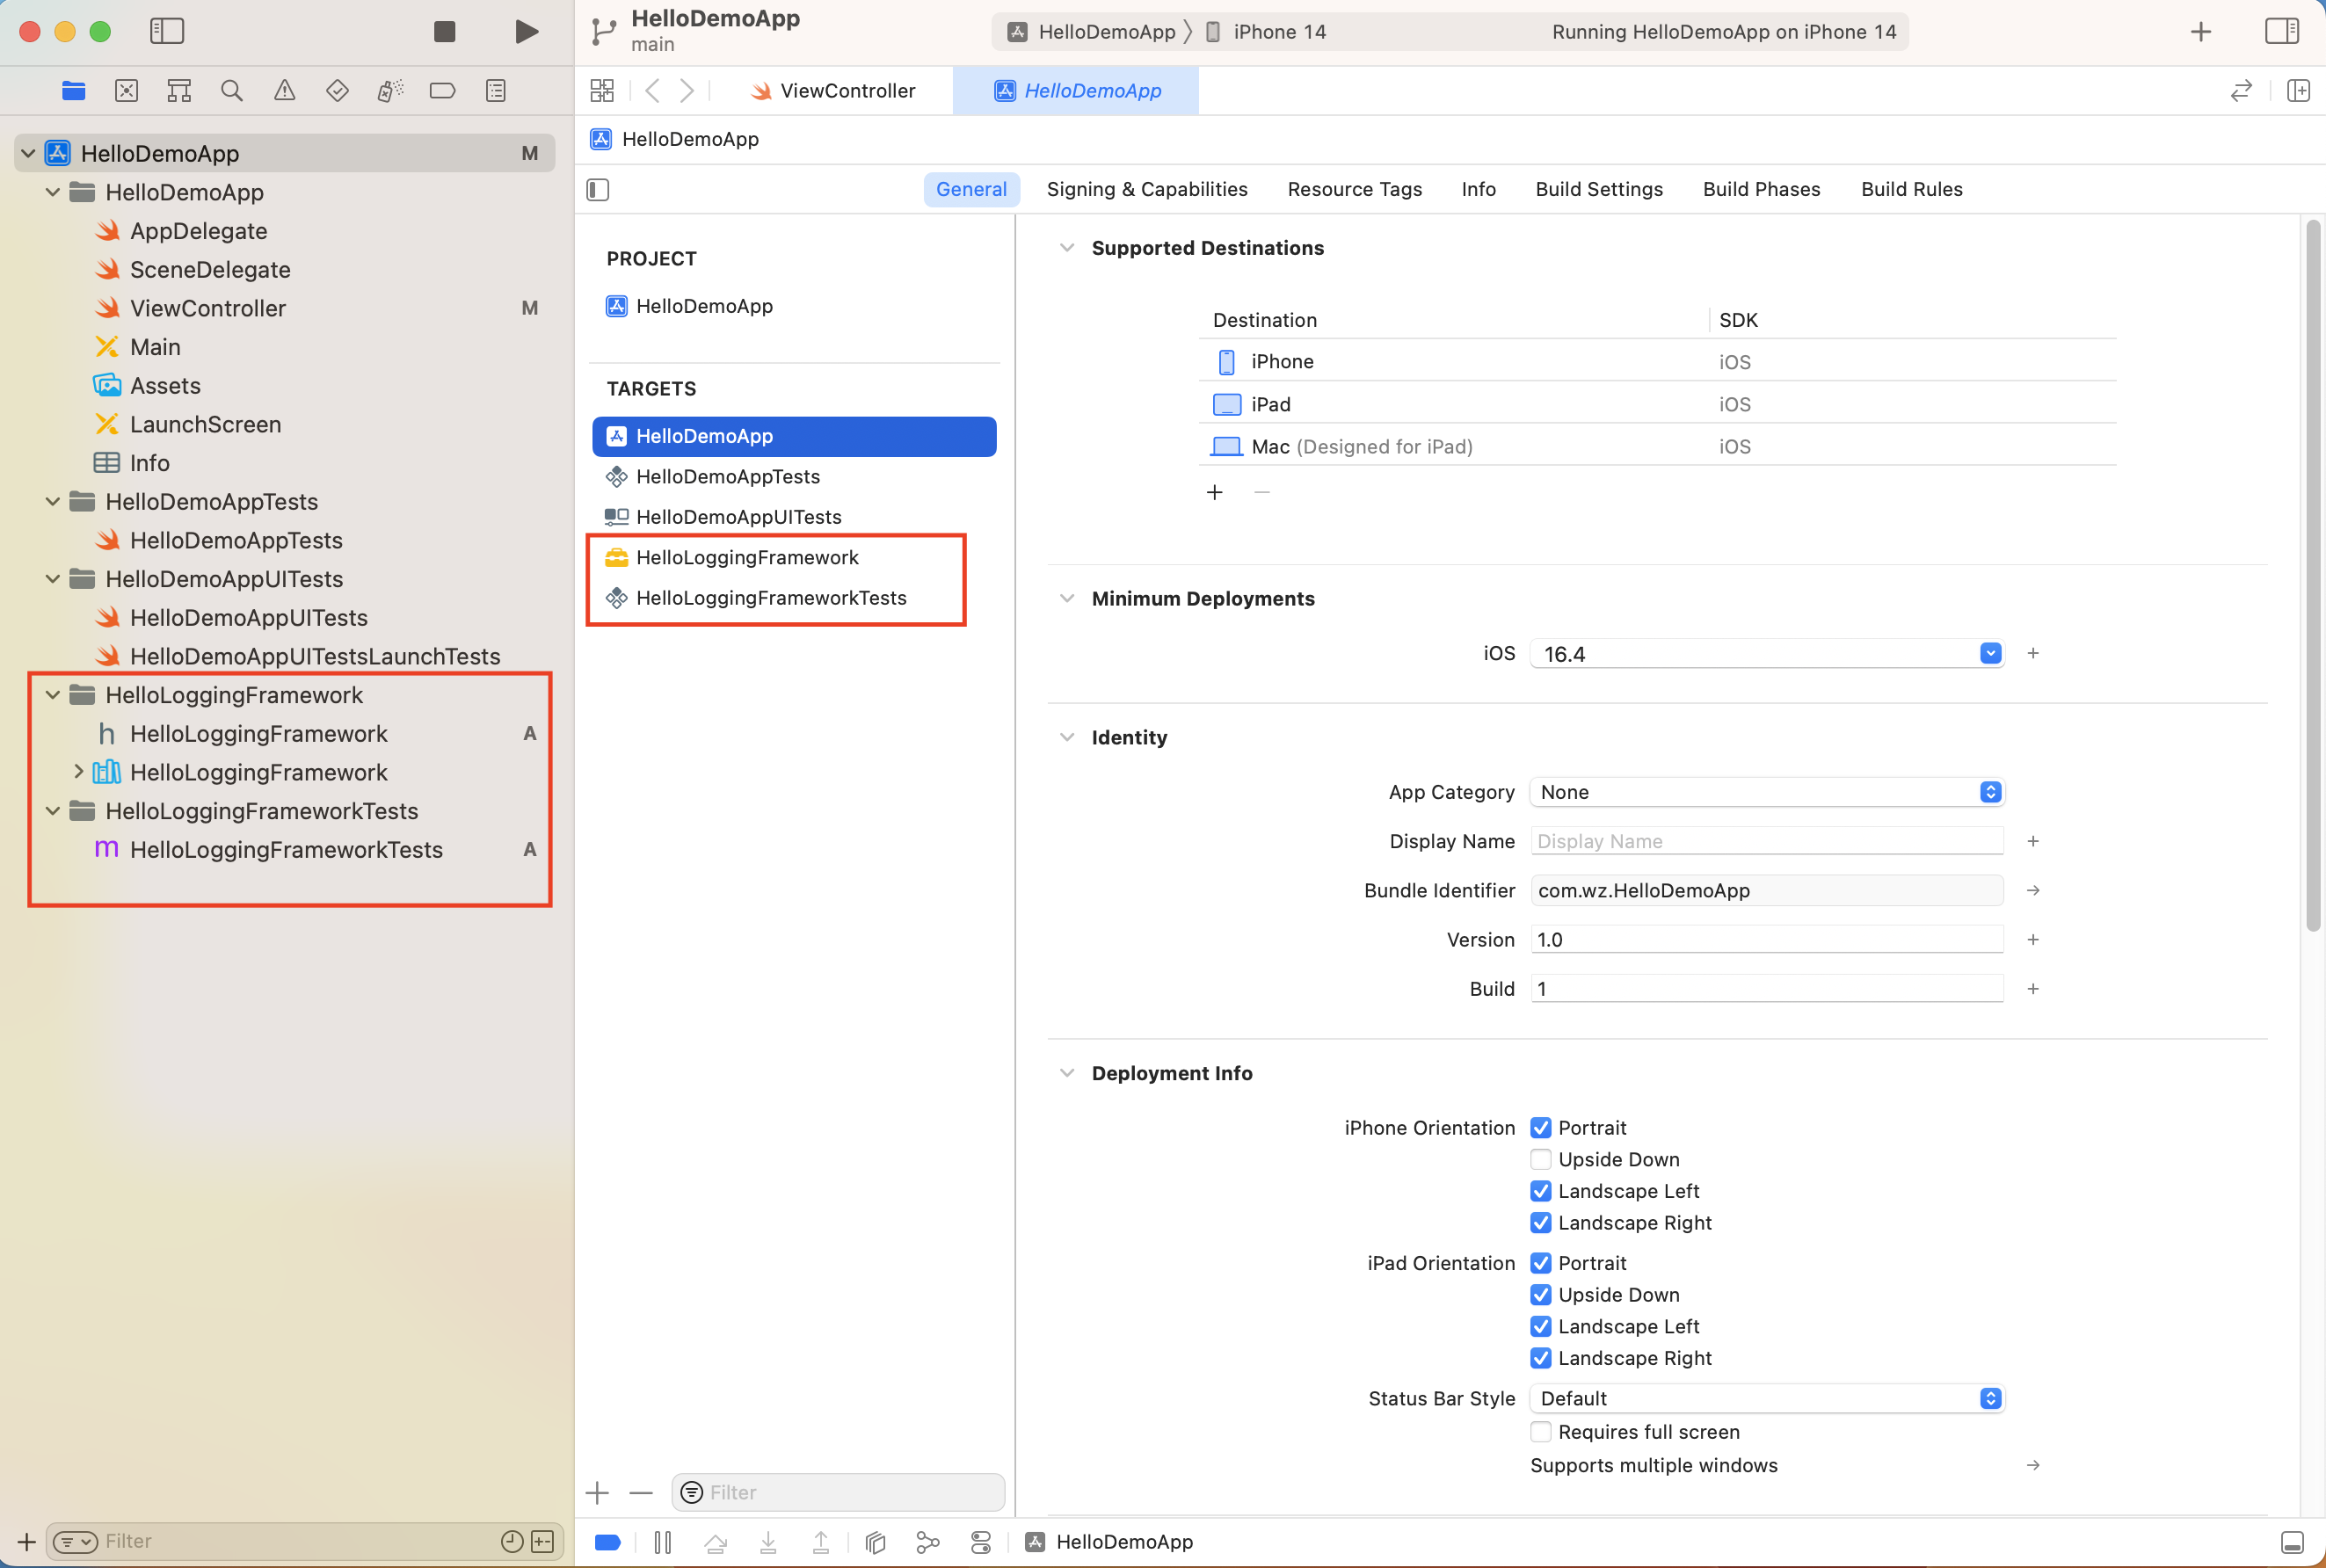 HelloDemoApp
main
HelloDemoApp
iPhone 14
Running HelloDemoApp on iPhone 14
ViewController
HelloDemoApp
HelloDemoApp
HelloDemoApp M
HelloDemoApp
AppDelegate
SceneDelegate
ViewController M
Main
Assets
LaunchScreen
Info
HelloDemoAppTests
HelloDemoAppTests
HelloDemoAppUITests
HelloDemoAppUITests
HelloDemoAppUITestsLaunchTests
HelloLoggingFramework
h HelloLoggingFramework A
HelloLoggingFramework
HelloLoggingFrameworkTests
m HelloLoggingFrameworkTests A
Filter
General
Signing & Capabilities
Resource Tags
Info
Build Settings
Build Phases
Build Rules
PROJECT
HelloDemoApp
TARGETS
HelloDemoApp
HelloDemoAppTests
HelloDemoAppUITests
HelloLoggingFramework
HelloLoggingFrameworkTests
Filter
Supported Destinations
Destination SDK
iPhone iOS
iPad iOS
Mac (Designed for iPad) iOS
Minimum Deployments
iOS 16.4
Identity
App Category None
Display Name Display Name
Bundle Identifier com.wz.HelloDemoApp
Version 1.0
Build 1
Deployment Info
iPhone Orientation Portrait
Upside Down
Landscape Left
Landscape Right
iPad Orientation Portrait
Upside Down
Landscape Left
Landscape Right
Status Bar Style Default
Requires full screen
Supports multiple windows
HelloDemoApp